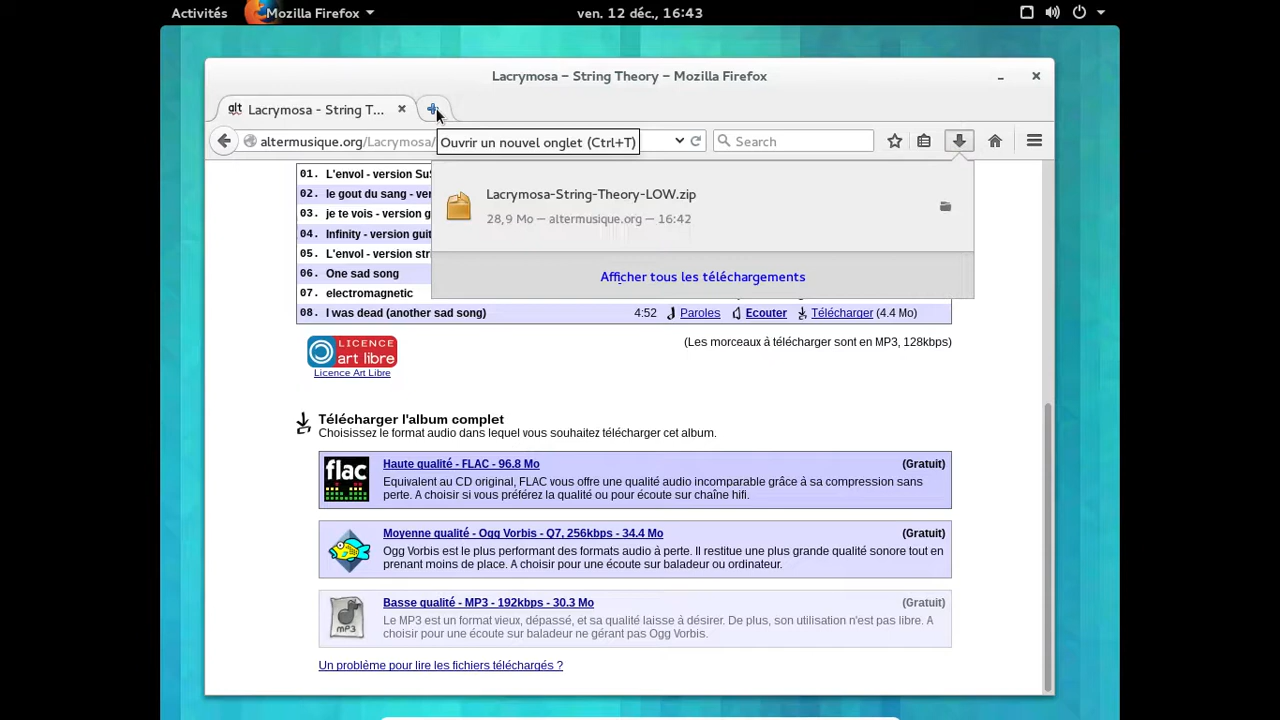 Activités
Mozilla Firefox
ven. 12 déc., 16:43
Lacrymosa – String Theory – Mozilla Firefox
alt Lacrymosa - String T...
altermusique.org/Lacrymosa/
Search
Ouvrir un nouvel onglet (Ctrl+T)
Lacrymosa-String-Theory-LOW.zip
28,9 Mo — altermusique.org — 16:42
Afficher tous les téléchargements
01. L'envol - version Su
02. le gout du sang - ver
03. je te vois - version g
04. Infinity - version guit
05. L'envol - version stri
06. One sad song
07. electromagnetic
08. I was dead (another sad song) 4:52 Paroles Ecouter Télécharger (4.4 Mo)
LICENCE
art libre
Licence Art Libre
(Les morceaux à télécharger sont en MP3, 128kbps)
Télécharger l'album complet
Choisissez le format audio dans lequel vous souhaitez télécharger cet album.
flac
Haute qualité - FLAC - 96.8 Mo (Gratuit)
Equivalent au CD original, FLAC vous offre une qualité audio incomparable grâce à sa compression sans
perte. A choisir si vous préférez la qualité ou pour écoute sur chaîne hifi.
Moyenne qualité - Ogg Vorbis - Q7, 256kbps - 34.4 Mo (Gratuit)
Ogg Vorbis est le plus performant des formats audio à perte. Il restitue une plus grande qualité sonore tout en
prenant moins de place. A choisir pour une écoute sur baladeur ou ordinateur.
MP3
Basse qualité - MP3 - 192kbps - 30.3 Mo (Gratuit)
Le MP3 est un format vieux, dépassé, et sa qualité laisse à désirer. De plus, son utilisation n'est pas libre. A
choisir pour une écoute sur baladeur ne gérant pas Ogg Vorbis.
Un problème pour lire les fichiers téléchargés ?